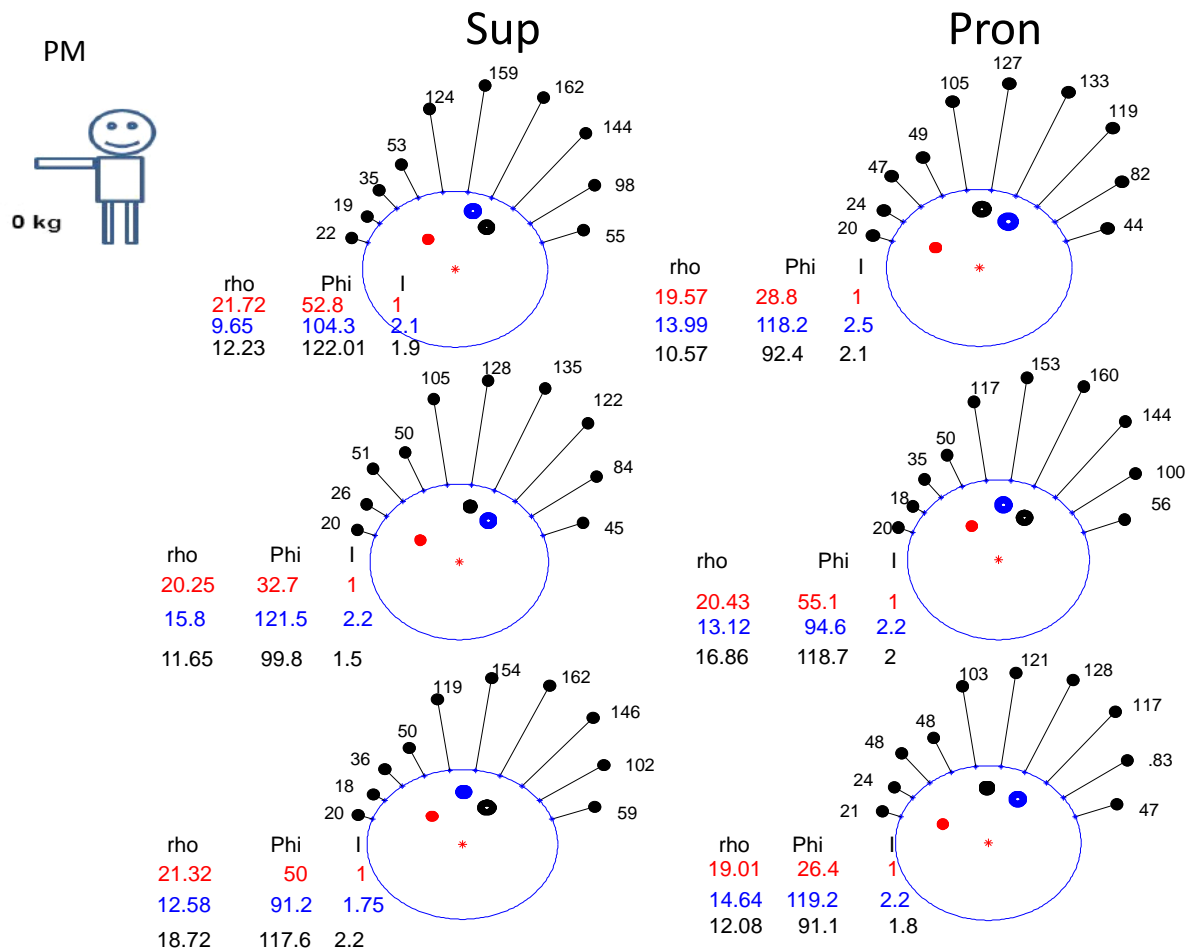 Sup
Pron
PM
0 kg
22
19
35
53
124
159
162
144
98
55
rho Phi I
21.72 52.8 1
9.65 104.3 2.1
12.23 122.01 1.9
20
24
47
49
105
127
133
119
82
44
rho Phi I
19.57 28.8 1
13.99 118.2 2.5
10.57 92.4 2.1
20
26
51
50
105
128
135
122
84
45
rho Phi I
20.25 32.7 1
15.8 121.5 2.2
11.65 99.8 1.5
20
18
35
50
117
153
160
144
100
56
rho Phi I
20.43 55.1 1
13.12 94.6 2.2
16.86 118.7 2
20
18
36
50
119
154
162
146
102
59
rho Phi I
21.32 50 1
12.58 91.2 1.75
18.72 117.6 2.2
21
24
48
48
103
121
128
117
.83
47
rho Phi I
19.01 26.4 1
14.64 119.2 2.2
12.08 91.1 1.8